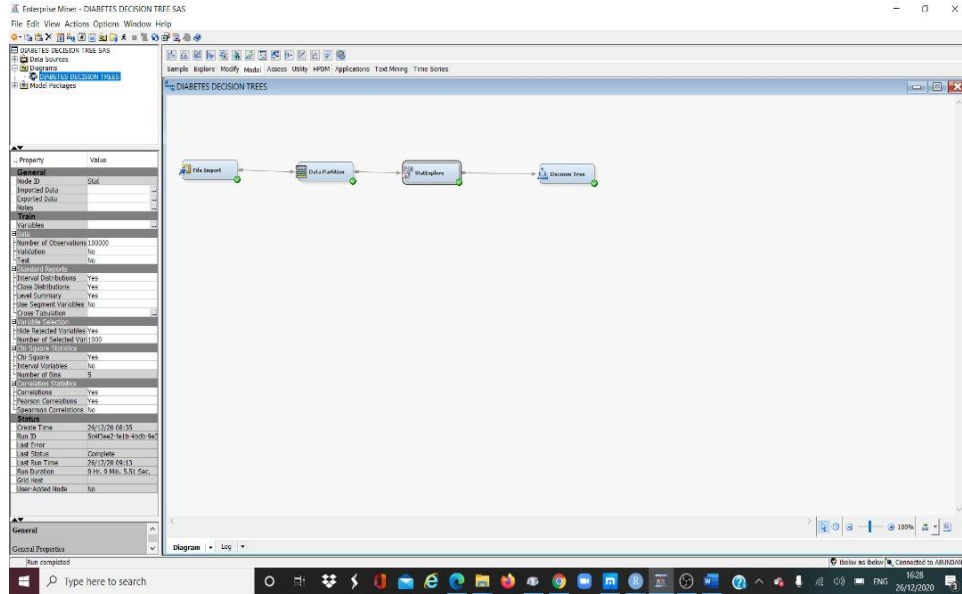 Enterprise Miner - DIABETES DECISION TREE SAS
File Edit View Actions Options Window Help
DIABETES DECISION TREE SAS
Data Sources
Diagrams
DIABETES DECISION TREES
Model Packages
Sample Explore Modify Model Assess Utility HPDM Applications Text Mining Time Series
DIABETES DECISION TREES
.. Property Value
General
Node ID Stat
Imported Data ...
Exported Data ...
Notes ...
Train
Variables ...
Data
Number of Observations 100000
Validation No
Test No
Standard Reports
Interval Distributions Yes
Class Distributions Yes
Level Summary Yes
Use Segment Variables No
Cross Tabulation ...
Variable Selection
Hide Rejected Variables Yes
Number of Selected Vari 1000
Chi-Square Statistics
Chi-Square Yes
Interval Variables No
Number of Bins 5
Correlation Statistics
Correlations Yes
Pearson Correlations Yes
Spearman Correlations No
Status
Create Time 26/12/20 08:35
Run ID
Last Error
Last Status Complete
Last Run Time 26/12/20 09:13
Run Duration 0 Hr. 0 Min. 5.51 Sec.
Grid Host
User-Added Node No
File Import
Data Partition
StatExplore
Decision Tree
General
General Properties
100%
Diagram Log
Run completed
Connected to ABUNDAN
Type here to search
ENG
16:28
26/12/2020
3